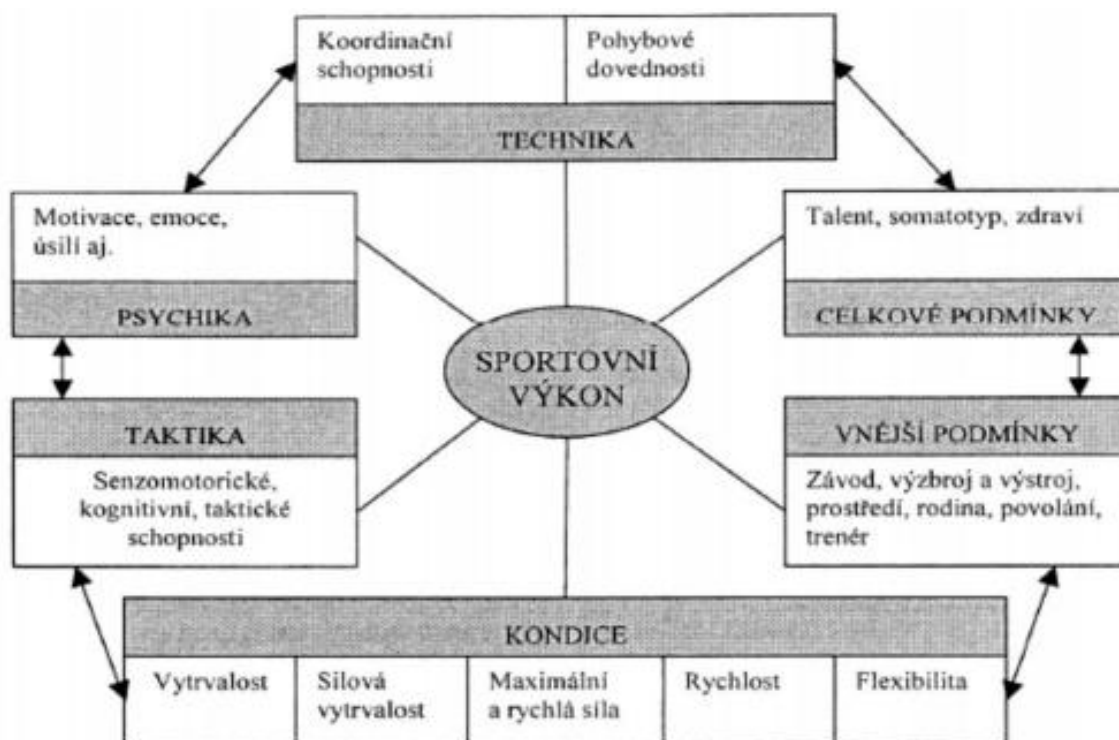 Koordinační
schopnosti
Pohybové
dovednosti
TECHNIKA
Motivace, emoce,
úsilí aj.
PSYCHIKA
Talent, somatotyp, zdraví
CELKOVÉ PODMÍNKY
SPORTOVNÍ
VÝKON
TAKTIKA
Senzomotorické,
kognitivní, taktické
schopnosti
VNĚJŠÍ PODMÍNKY
Závod, výzbroj a výstroj,
prostředí, rodina, povolání,
trenér
KONDICE
Vytrvalost
Silová
vytrvalost
Maximální
a rychlá síla
Rychlost
Flexibilita